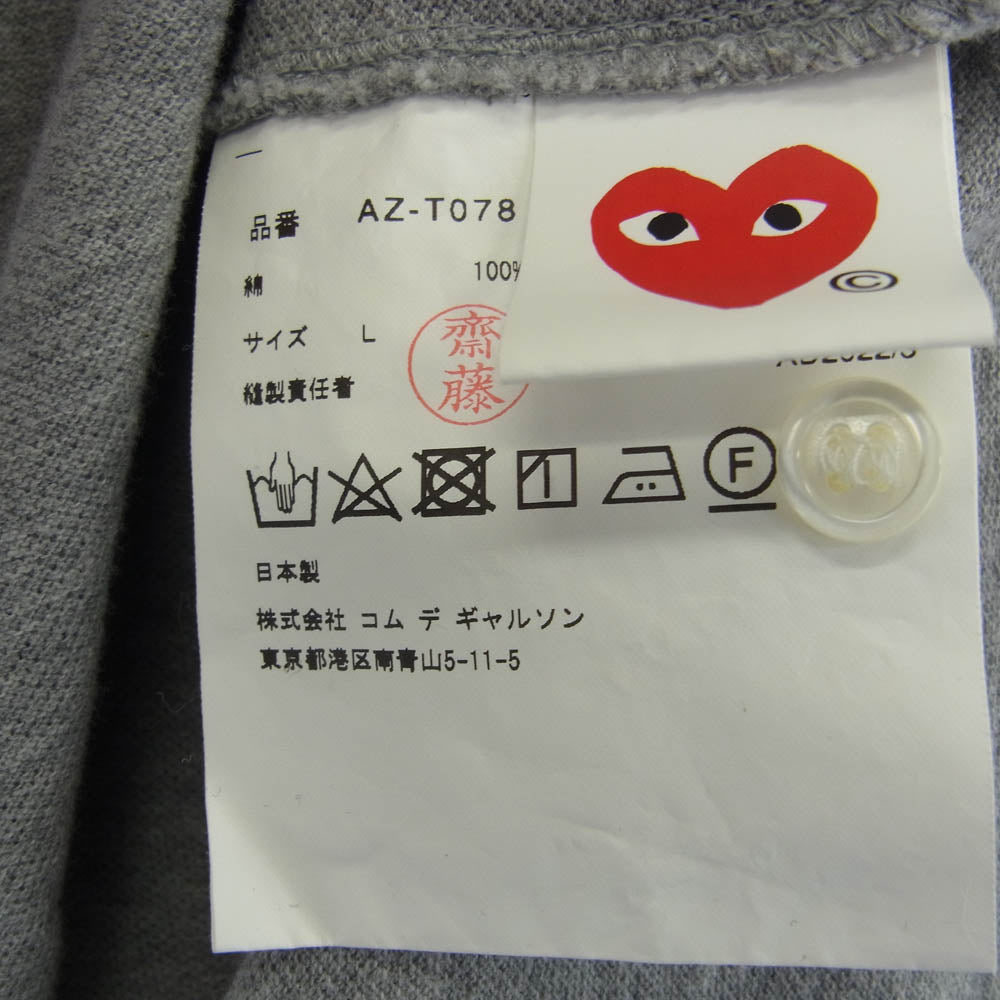 品番 AZ-T078
綿 100%
サイズ L
縫製責任者 齋藤
F
日本製
株式会社 コム デ ギャルソン
東京都港区南青山5-11-5
©